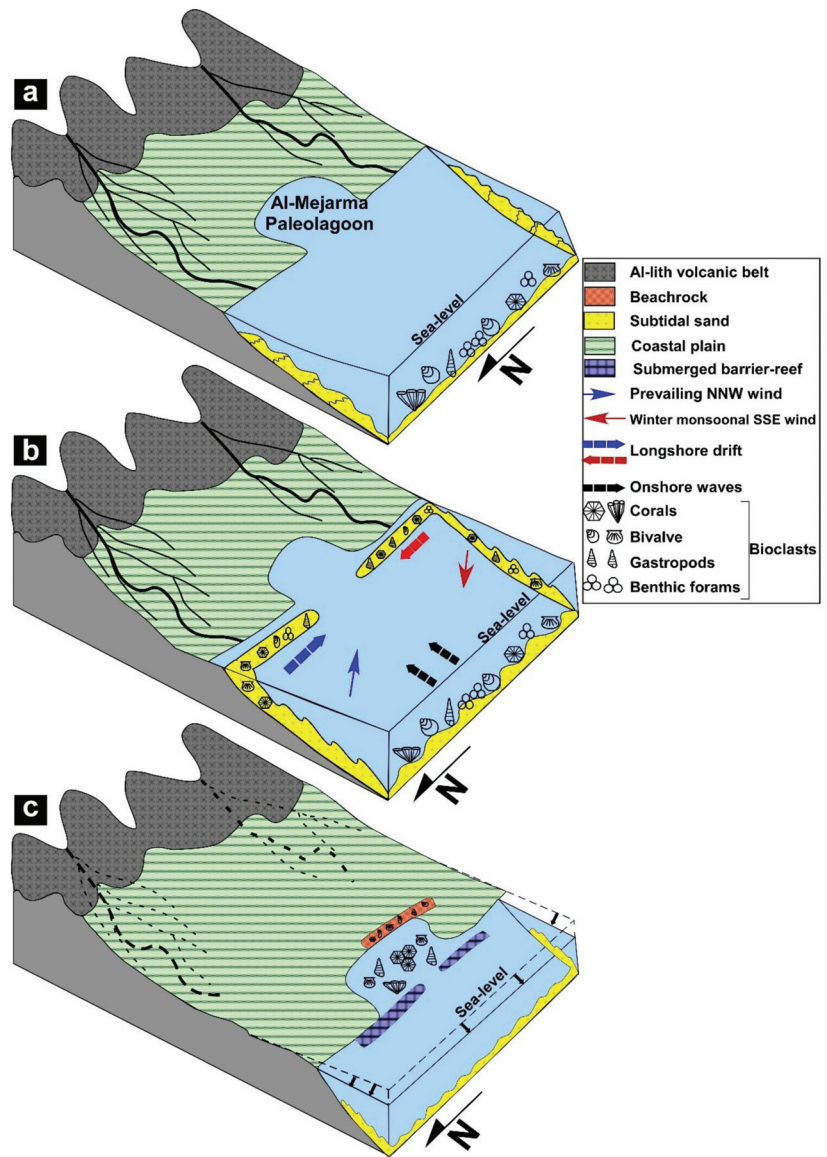 a
Al-Mejarma
Paleolagoon
Sea-level
N
Al-lith volcanic belt
Beachrock
Subtidal sand
Coastal plain
Submerged barrier-reef
Prevailing NNW wind
Winter monsoonal SSE wind
Longshore drift
Onshore waves
Corals
Bivalve
Gastropods
Benthic forams
Bioclasts
b
Sea-level
N
c
Sea-level
N